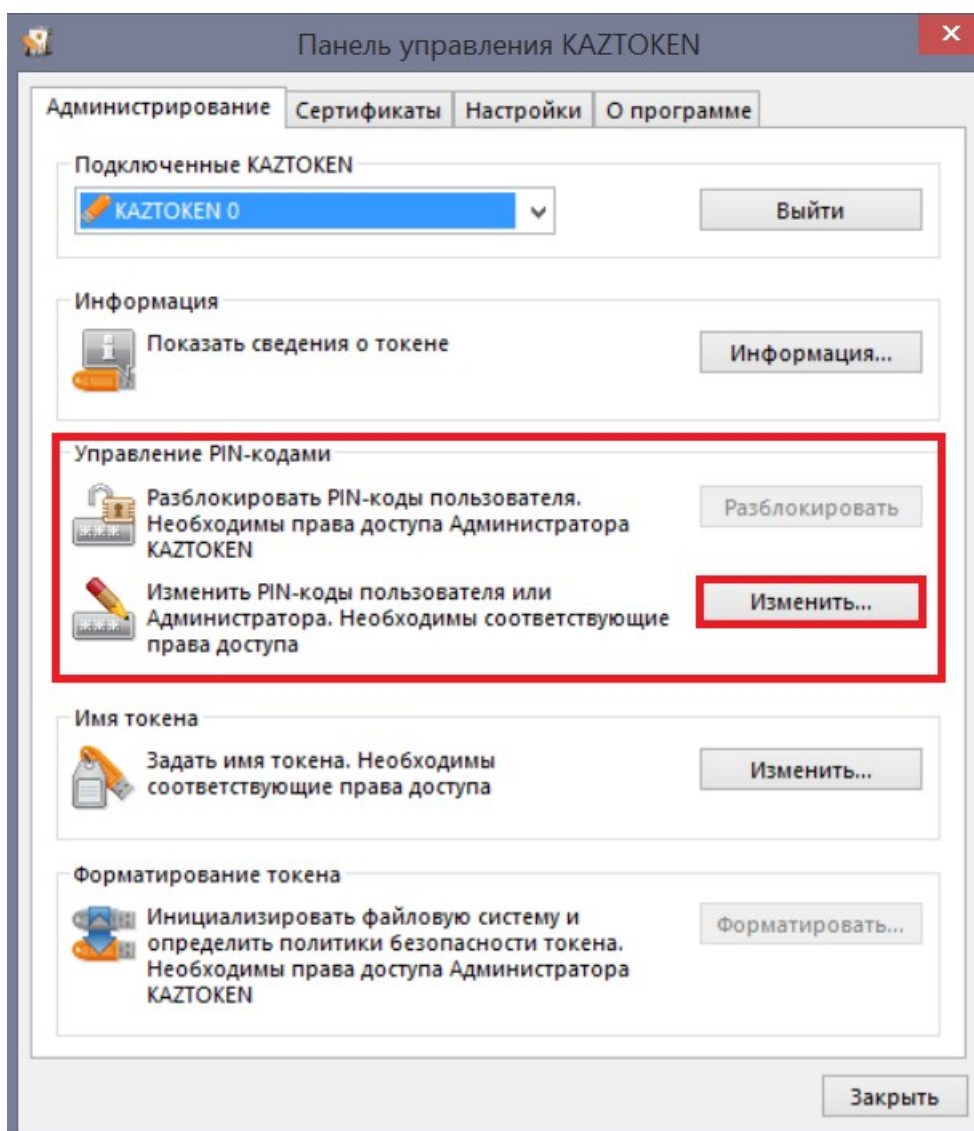 Панель управления KAZTOKEN
Администрирование
Сертификаты
Настройки
О программе
Подключенные KAZTOKEN
KAZTOKEN 0
Выйти
Информация
Показать сведения о токене
Информация...
Управление PIN-кодами
Разблокировать PIN-коды пользователя.
Необходимы права доступа Администратора
KAZTOKEN
Разблокировать
Изменить PIN-коды пользователя или
Администратора. Необходимы соответствующие
права доступа
Изменить...
Имя токена
Задать имя токена. Необходимы
соответствующие права доступа
Изменить...
Форматирование токена
Инициализировать файловую систему и
определить политики безопасности токена.
Необходимы права доступа Администратора
KAZTOKEN
Форматировать...
Закрыть